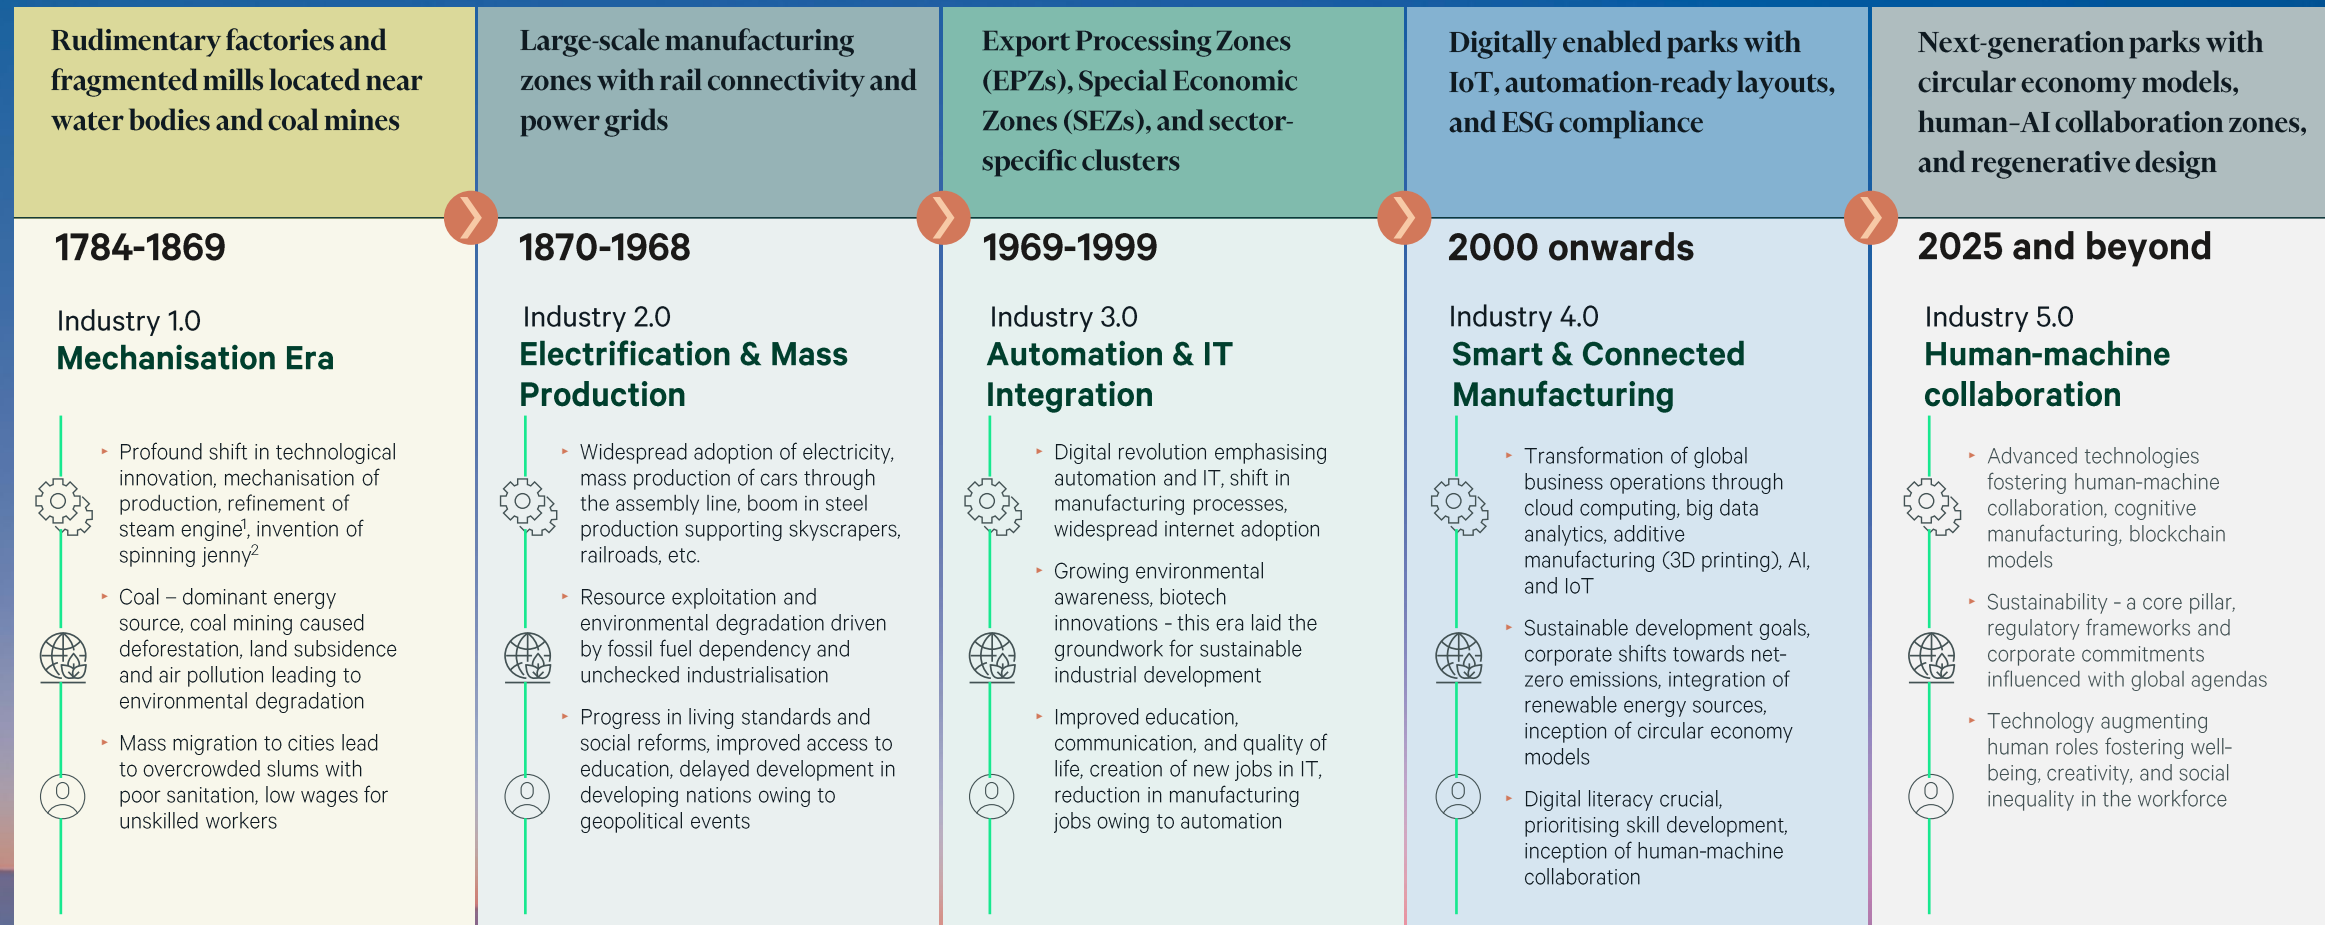 Rudimentary factories and
fragmented mills located near
water bodies and coal mines
1784-1869
Industry 1.0
Mechanisation Era
‣ Profound shift in technological
innovation, mechanisation of
production, refinement of
steam engine¹, invention of
spinning jenny²
‣ Coal – dominant energy
source, coal mining caused
deforestation, land subsidence
and air pollution leading to
environmental degradation
‣ Mass migration to cities lead
to overcrowded slums with
poor sanitation, low wages for
unskilled workers
Large-scale manufacturing
zones with rail connectivity and
power grids
1870-1968
Industry 2.0
Electrification & Mass
Production
‣ Widespread adoption of electricity,
mass production of cars through
the assembly line, boom in steel
production supporting skyscrapers,
railroads, etc.
‣ Resource exploitation and
environmental degradation driven
by fossil fuel dependency and
unchecked industrialisation
‣ Progress in living standards and
social reforms, improved access to
education, delayed development in
developing nations owing to
geopolitical events
Export Processing Zones
(EPZs), Special Economic
Zones (SEZs), and sector-
specific clusters
1969-1999
Industry 3.0
Automation & IT
Integration
‣ Digital revolution emphasising
automation and IT, shift in
manufacturing processes,
widespread internet adoption
‣ Growing environmental
awareness, biotech
innovations - this era laid the
groundwork for sustainable
industrial development
‣ Improved education,
communication, and quality of
life, creation of new jobs in IT,
reduction in manufacturing
jobs owing to automation
Digitally enabled parks with
IoT, automation-ready layouts,
and ESG compliance
2000 onwards
Industry 4.0
Smart & Connected
Manufacturing
‣ Transformation of global
business operations through
cloud computing, big data
analytics, additive
manufacturing (3D printing), AI,
and IoT
‣ Sustainable development goals,
corporate shifts towards net-
zero emissions, integration of
renewable energy sources,
inception of circular economy
models
‣ Digital literacy crucial,
prioritising skill development,
inception of human-machine
collaboration
Next-generation parks with
circular economy models,
human–AI collaboration zones,
and regenerative design
2025 and beyond
Industry 5.0
Human-machine
collaboration
‣ Advanced technologies
fostering human-machine
collaboration, cognitive
manufacturing, blockchain
models
‣ Sustainability - a core pillar,
regulatory frameworks and
corporate commitments
influenced with global agendas
‣ Technology augmenting
human roles fostering well-
being, creativity, and social
inequality in the workforce